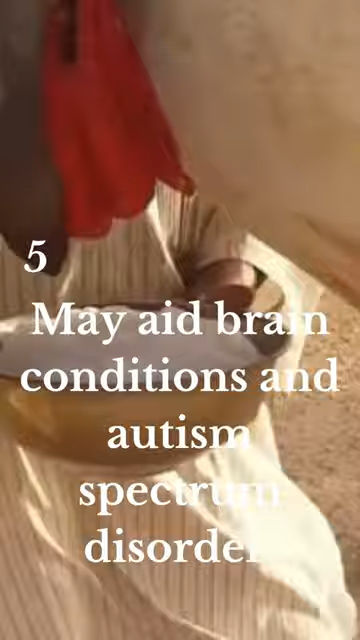 5
May aid brain
conditions and
autism
spectrum
disorder